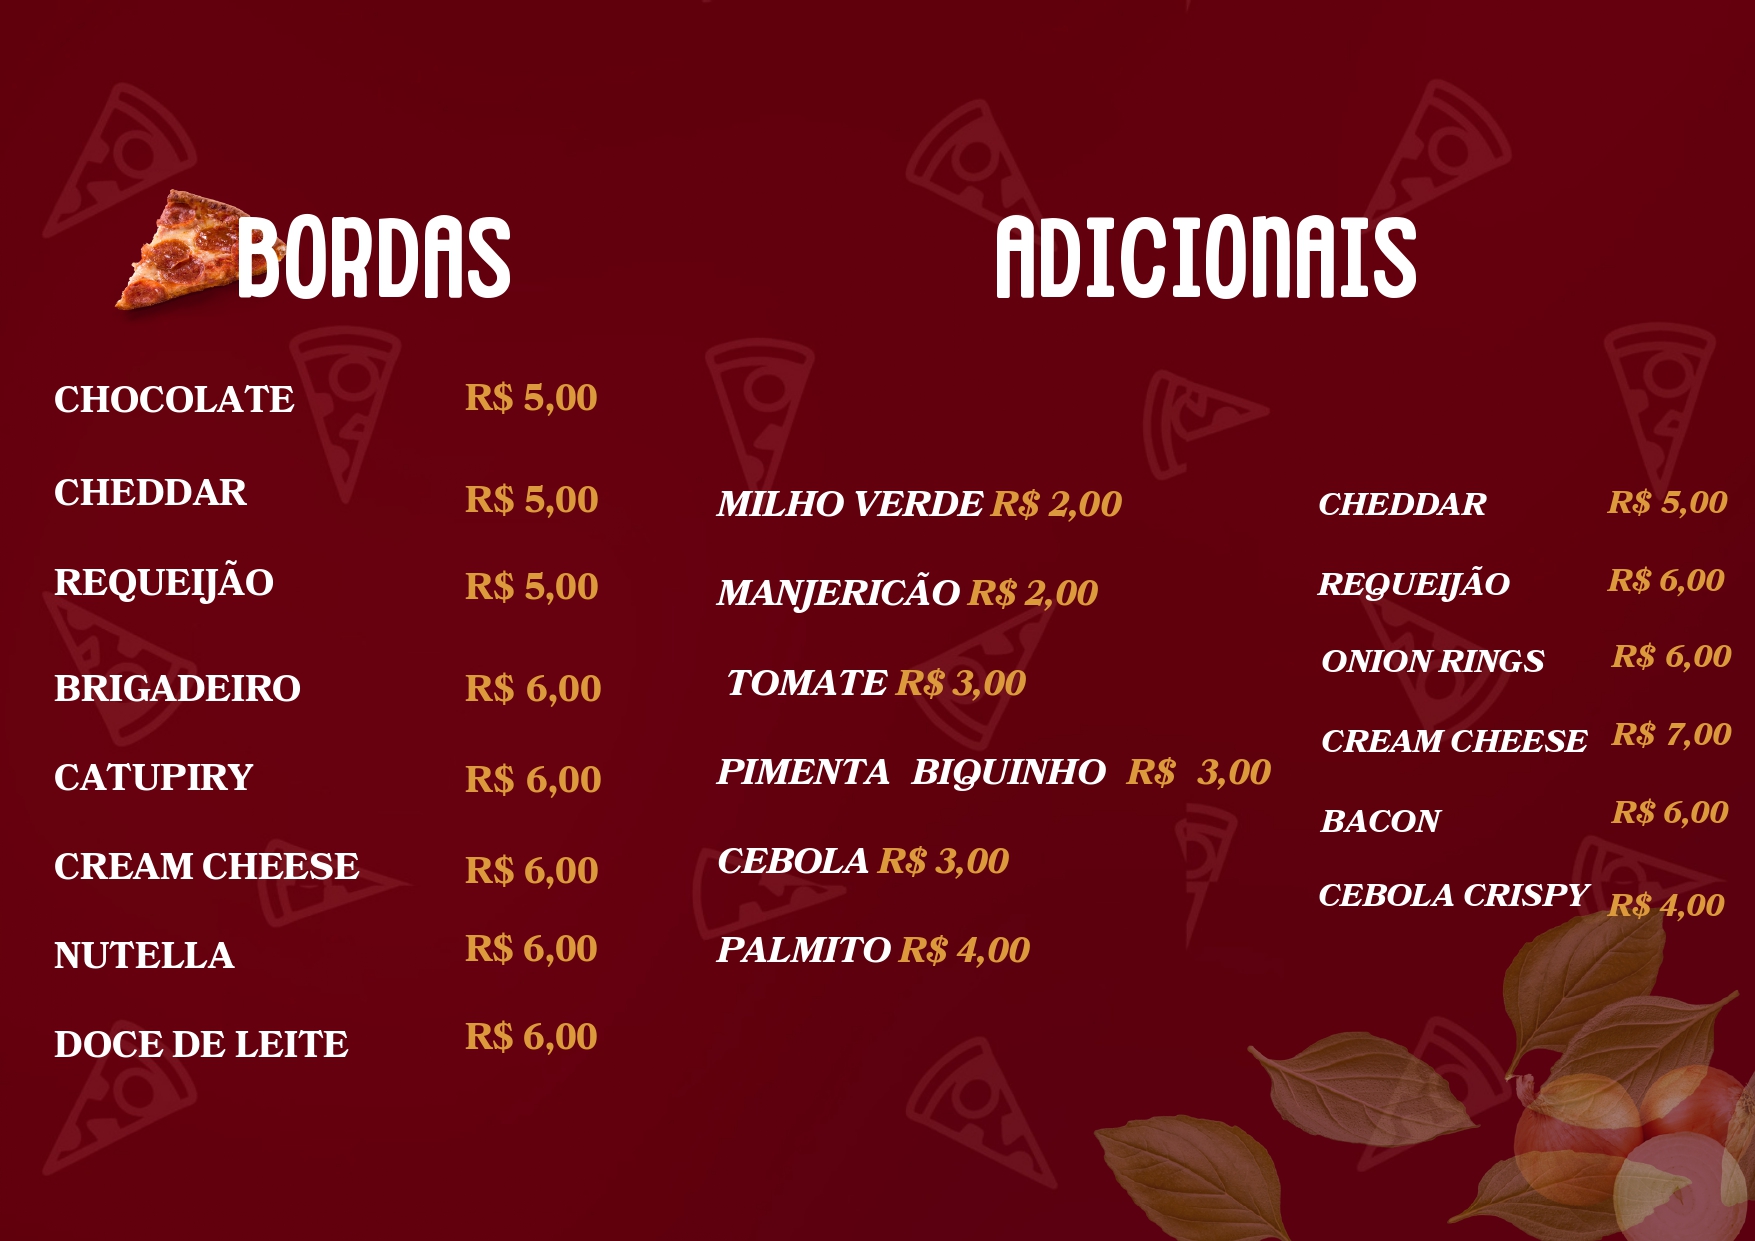 BORDAS
CHOCOLATE R$ 5,00
CHEDDAR R$ 5,00
REQUEIJÃO R$ 5,00
BRIGADEIRO R$ 6,00
CATUPIRY R$ 6,00
CREAM CHEESE R$ 6,00
NUTELLA R$ 6,00
DOCE DE LEITE R$ 6,00
ADICIONAIS
MILHO VERDE R$ 2,00
MANJERICÃO R$ 2,00
TOMATE R$ 3,00
PIMENTA BIQUINHO R$ 3,00
CEBOLA R$ 3,00
PALMITO R$ 4,00
CHEDDAR R$ 5,00
REQUEIJÃO R$ 6,00
ONION RINGS R$ 6,00
CREAM CHEESE R$ 7,00
BACON R$ 6,00
CEBOLA CRISPY R$ 4,00